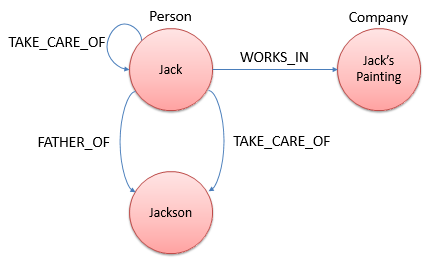 Person
Company
TAKE_CARE_OF
Jack
WORKS_IN
Jack's
Painting
FATHER_OF
TAKE_CARE_OF
Jackson